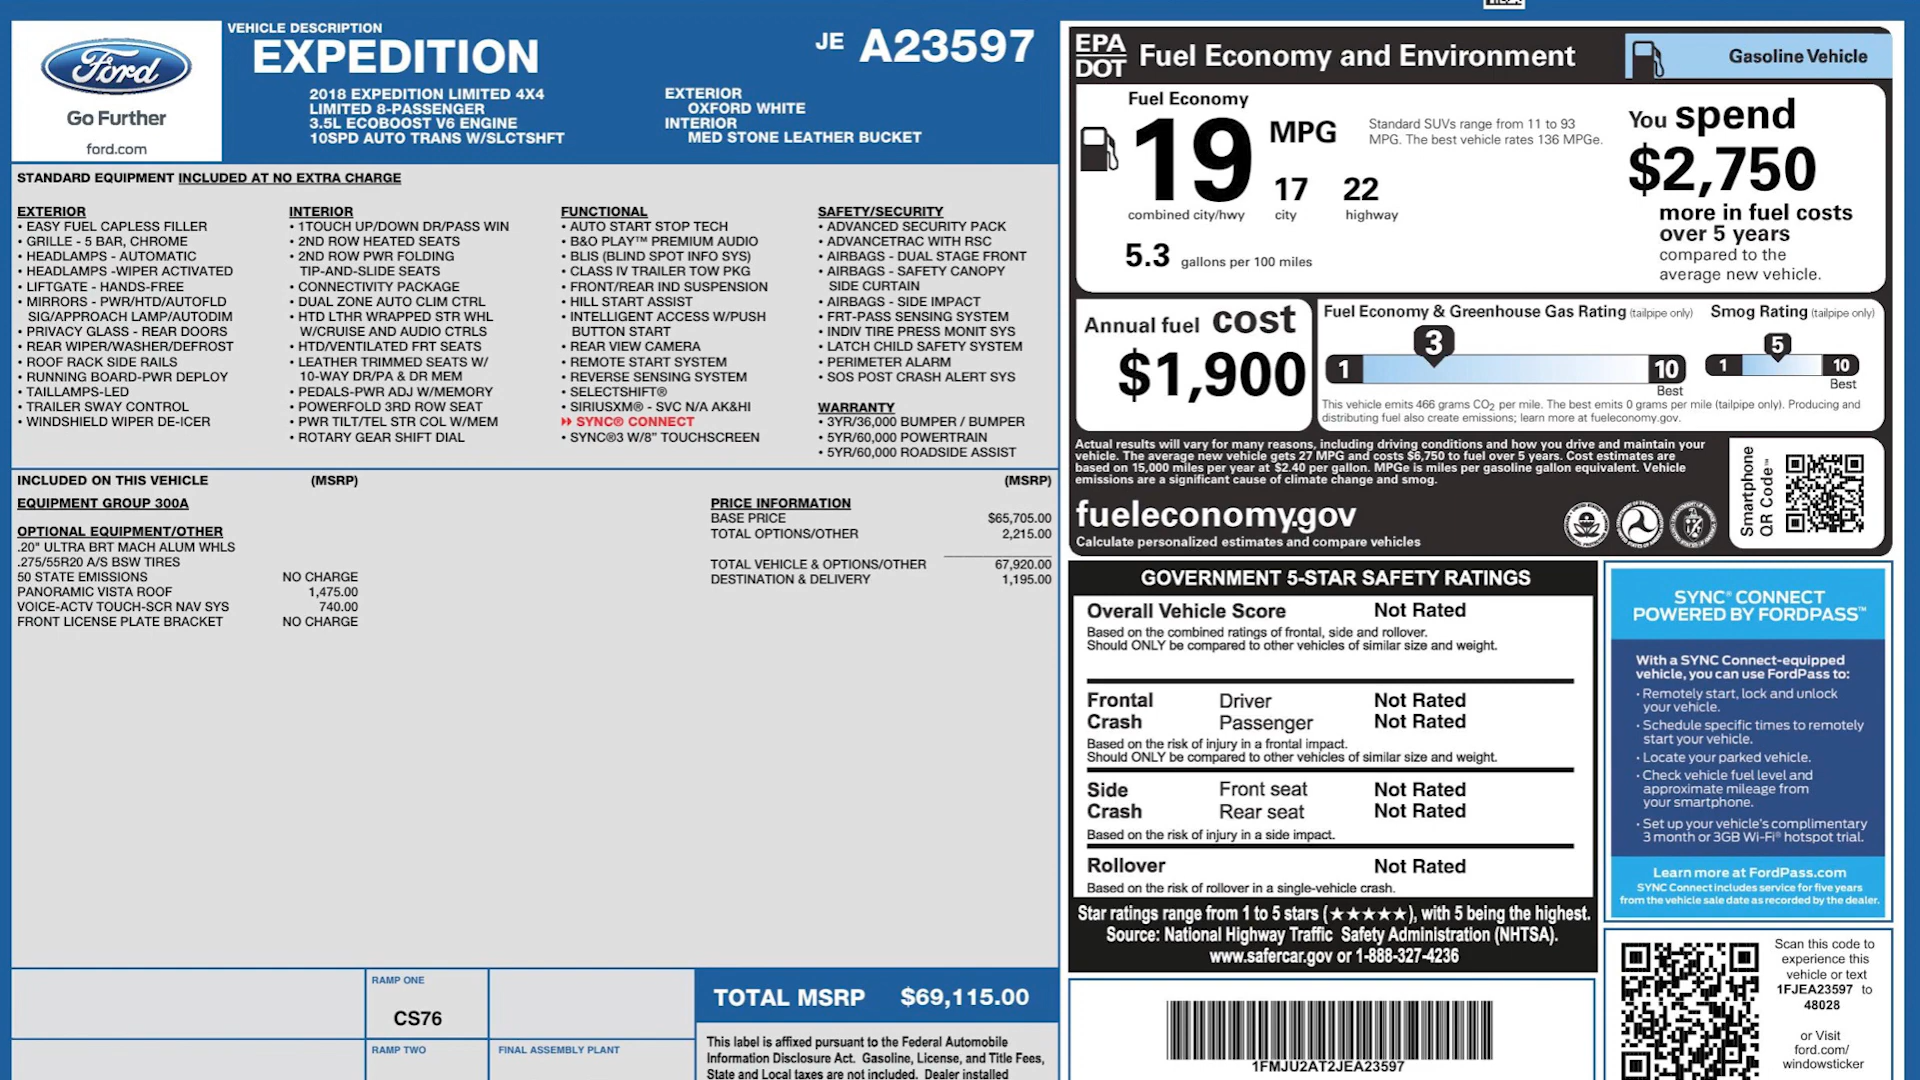 Ford
Go Further
ford.com
VEHICLE DESCRIPTION
EXPEDITION
2018 EXPEDITION LIMITED 4X4
LIMITED 8-PASSENGER
3.5L ECOBOOST V6 ENGINE
10SPD AUTO TRANS W/SLCTSHFT
JE A23597
EXTERIOR
OXFORD WHITE
INTERIOR
MED STONE LEATHER BUCKET
STANDARD EQUIPMENT INCLUDED AT NO EXTRA CHARGE
EXTERIOR
• EASY FUEL CAPLESS FILLER
• GRILLE - 5 BAR, CHROME
• HEADLAMPS - AUTOMATIC
• HEADLAMPS -WIPER ACTIVATED
• LIFTGATE - HANDS-FREE
• MIRRORS - PWR/HTD/AUTOFLD
SIG/APPROACH LAMP/AUTODIM
• PRIVACY GLASS - REAR DOORS
• REAR WIPER/WASHER/DEFROST
• ROOF RACK SIDE RAILS
• RUNNING BOARD-PWR DEPLOY
• TAILLAMPS-LED
• TRAILER SWAY CONTROL
• WINDSHIELD WIPER DE-ICER
INTERIOR
• 1TOUCH UP/DOWN DR/PASS WIN
• 2ND ROW HEATED SEATS
• 2ND ROW PWR FOLDING
TIP-AND-SLIDE SEATS
• CONNECTIVITY PACKAGE
• DUAL ZONE AUTO CLIM CTRL
• HTD LTHR WRAPPED STR WHL
W/CRUISE AND AUDIO CTRLS
• HTD/VENTILATED FRT SEATS
• LEATHER TRIMMED SEATS W/
10-WAY DR/PA & DR MEM
• PEDALS-PWR ADJ W/MEMORY
• POWERFOLD 3RD ROW SEAT
• PWR TILT/TEL STR COL W/MEM
• ROTARY GEAR SHIFT DIAL
FUNCTIONAL
• AUTO START STOP TECH
• B&O PLAY™ PREMIUM AUDIO
• BLIS (BLIND SPOT INFO SYS)
• CLASS IV TRAILER TOW PKG
• FRONT/REAR IND SUSPENSION
• HILL START ASSIST
• INTELLIGENT ACCESS W/PUSH
BUTTON START
• REAR VIEW CAMERA
• REMOTE START SYSTEM
• REVERSE SENSING SYSTEM
• SELECTSHIFT®
• SIRIUSXM® - SVC N/A AK&HI
SYNC® CONNECT
• SYNC®3 W/8" TOUCHSCREEN
SAFETY/SECURITY
• ADVANCED SECURITY PACK
• ADVANCETRAC WITH RSC
• AIRBAGS - DUAL STAGE FRONT
• AIRBAGS - SAFETY CANOPY
SIDE CURTAIN
• AIRBAGS - SIDE IMPACT
• FRT-PASS SENSING SYSTEM
• INDIV TIRE PRESS MONIT SYS
• LATCH CHILD SAFETY SYSTEM
• PERIMETER ALARM
• SOS POST CRASH ALERT SYS
WARRANTY
• 3YR/36,000 BUMPER / BUMPER
• 5YR/60,000 POWERTRAIN
• 5YR/60,000 ROADSIDE ASSIST
INCLUDED ON THIS VEHICLE (MSRP)
EQUIPMENT GROUP 300A
OPTIONAL EQUIPMENT/OTHER
.20" ULTRA BRT MACH ALUM WHLS
.275/55R20 A/S BSW TIRES
50 STATE EMISSIONS NO CHARGE
PANORAMIC VISTA ROOF 1,475.00
VOICE-ACTV TOUCH-SCR NAV SYS 740.00
FRONT LICENSE PLATE BRACKET NO CHARGE
(MSRP)
PRICE INFORMATION
BASE PRICE $65,705.00
TOTAL OPTIONS/OTHER 2,215.00
TOTAL VEHICLE & OPTIONS/OTHER 67,920.00
DESTINATION & DELIVERY 1,195.00
RAMP ONE
CS76
RAMP TWO
FINAL ASSEMBLY PLANT
TOTAL MSRP $69,115.00
This label is affixed pursuant to the Federal Automobile
Information Disclosure Act. Gasoline, License, and Title Fees,
State and Local taxes are not included. Dealer installed
EPA
DOT
Fuel Economy and Environment
Gasoline Vehicle
Fuel Economy
19 MPG
combined city/hwy
17
city
22
highway
5.3 gallons per 100 miles
Standard SUVs range from 11 to 93
MPG. The best vehicle rates 136 MPGe.
You spend
$2,750
more in fuel costs
over 5 years
compared to the
average new vehicle.
Annual fuel cost
$1,900
Fuel Economy & Greenhouse Gas Rating (tailpipe only)
3
1
10
Best
Smog Rating (tailpipe only)
5
1
10
Best
This vehicle emits 466 grams CO2 per mile. The best emits 0 grams per mile (tailpipe only). Producing and
distributing fuel also create emissions; learn more at fueleconomy.gov.
Actual results will vary for many reasons, including driving conditions and how you drive and maintain your
vehicle. The average new vehicle gets 27 MPG and costs $6,750 to fuel over 5 years. Cost estimates are
based on 15,000 miles per year at $2.40 per gallon. MPGe is miles per gasoline gallon equivalent. Vehicle
emissions are a significant cause of climate change and smog.
fueleconomy.gov
Calculate personalized estimates and compare vehicles
Smartphone
QR Code™
GOVERNMENT 5-STAR SAFETY RATINGS
Overall Vehicle Score Not Rated
Based on the combined ratings of frontal, side and rollover.
Should ONLY be compared to other vehicles of similar size and weight.
Frontal Driver Not Rated
Crash Passenger Not Rated
Based on the risk of injury in a frontal impact.
Should ONLY be compared to other vehicles of similar size and weight.
Side Front seat Not Rated
Crash Rear seat Not Rated
Based on the risk of injury in a side impact.
Rollover Not Rated
Based on the risk of rollover in a single-vehicle crash.
Star ratings range from 1 to 5 stars (★★★★★), with 5 being the highest.
Source: National Highway Traffic Safety Administration (NHTSA).
www.safercar.gov or 1-888-327-4236
1FMJU2AT2JEA23597
SYNC® CONNECT
POWERED BY FORDPASS™
With a SYNC Connect-equipped
vehicle, you can use FordPass to:
• Remotely start, lock and unlock
your vehicle.
• Schedule specific times to remotely
start your vehicle.
• Locate your parked vehicle.
• Check vehicle fuel level and
approximate mileage from
your smartphone.
• Set up your vehicle's complimentary
3 month or 3GB Wi-Fi® hotspot trial.
Learn more at FordPass.com
SYNC Connect includes service for five years
from the vehicle sale date as recorded by the dealer.
Scan this code to
experience this
vehicle or text
1FJEA23597 to
48028
or Visit
ford.com/
windowsticker